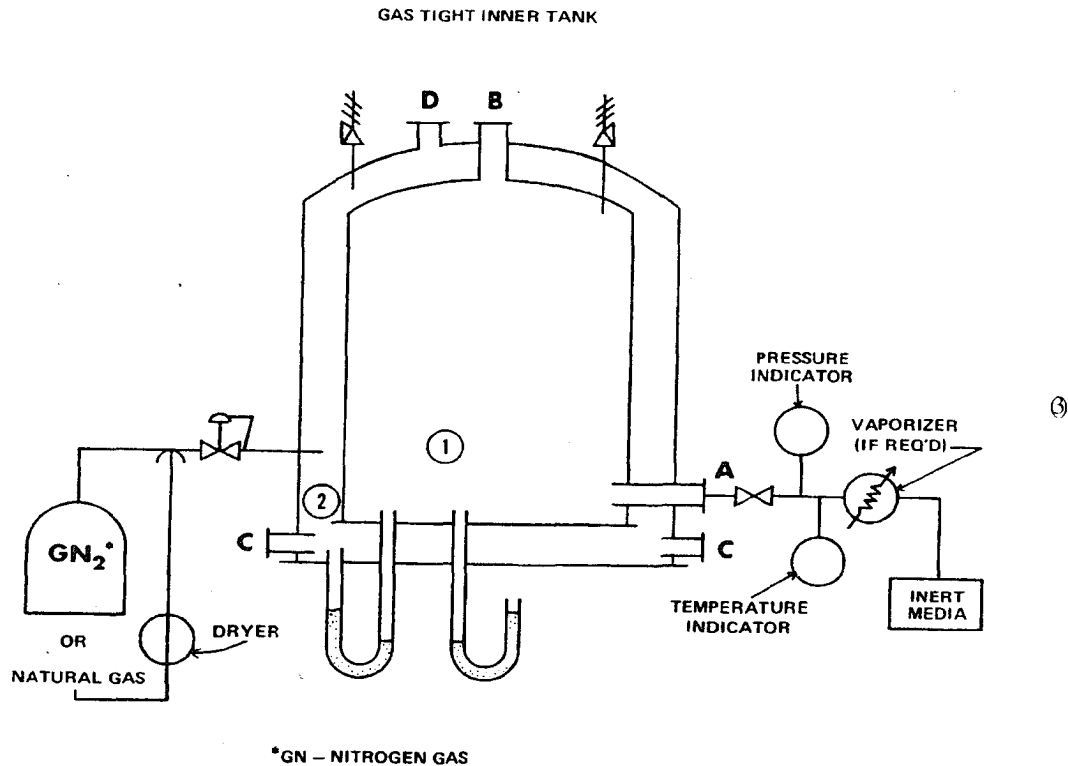 GAS TIGHT INNER TANK
D
B
PRESSURE
INDICATOR
3
VAPORIZER
(IF REQ'D)
1
A
2
C
C
GN2*
INERT
MEDIA
TEMPERATURE
INDICATOR
OR
DRYER
NATURAL GAS
*GN – NITROGEN GAS